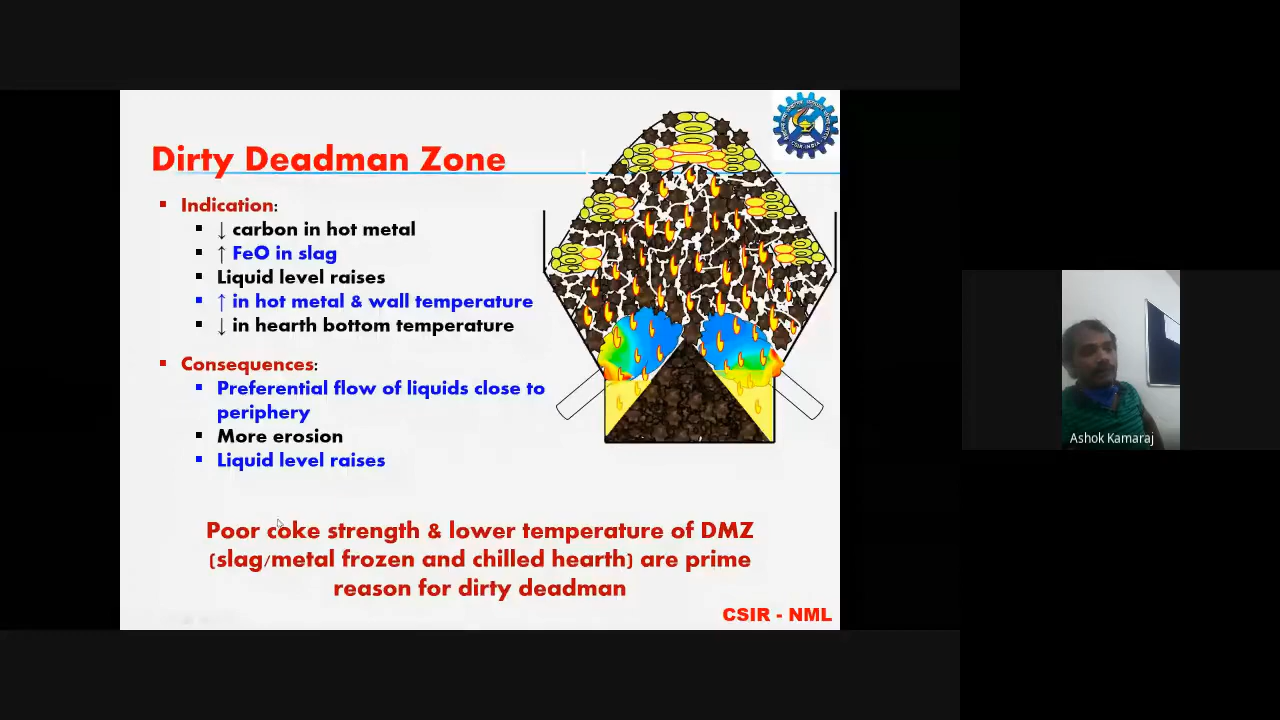 Dirty Deadman Zone
Indication:
↓ carbon in hot metal
↑ FeO in slag
Liquid level raises
↑ in hot metal & wall temperature
↓ in hearth bottom temperature
Consequences:
Preferential flow of liquids close to
periphery
More erosion
Liquid level raises
Poor coke strength & lower temperature of DMZ
(slag/metal frozen and chilled hearth) are prime
reason for dirty deadman
CSIR - NML
Ashok Kamaraj